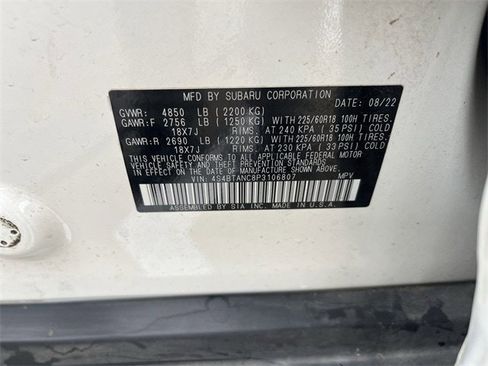 MFD BY SUBARU CORPORATION
DATE: 08/22
GVWR: 4850 LB (2200 KG)
GAWR:F 2756 LB (1250 KG) WITH 225/60R18 100H TIRES.
18X7J RIMS. AT 240 KPA (35 PSI) COLD
GAWR:R 2690 LB (1220 KG) WITH 225/60R18 100H TIRES.
18X7J RIMS. AT 230 KPA (33 PSI) COLD
THIS VEHICLE CONFORMS TO ALL APPLICABLE FEDERAL MOTOR
VEHICLE SAFETY AND BUMPER STANDARDS IN EFFECT ON THE
DATE OF MANUFACTURE SHOWN ABOVE.
VIN: 4S4BTANC8P3106807 MPV
ASSEMBLED BY SIA INC. MADE IN U.S.A.